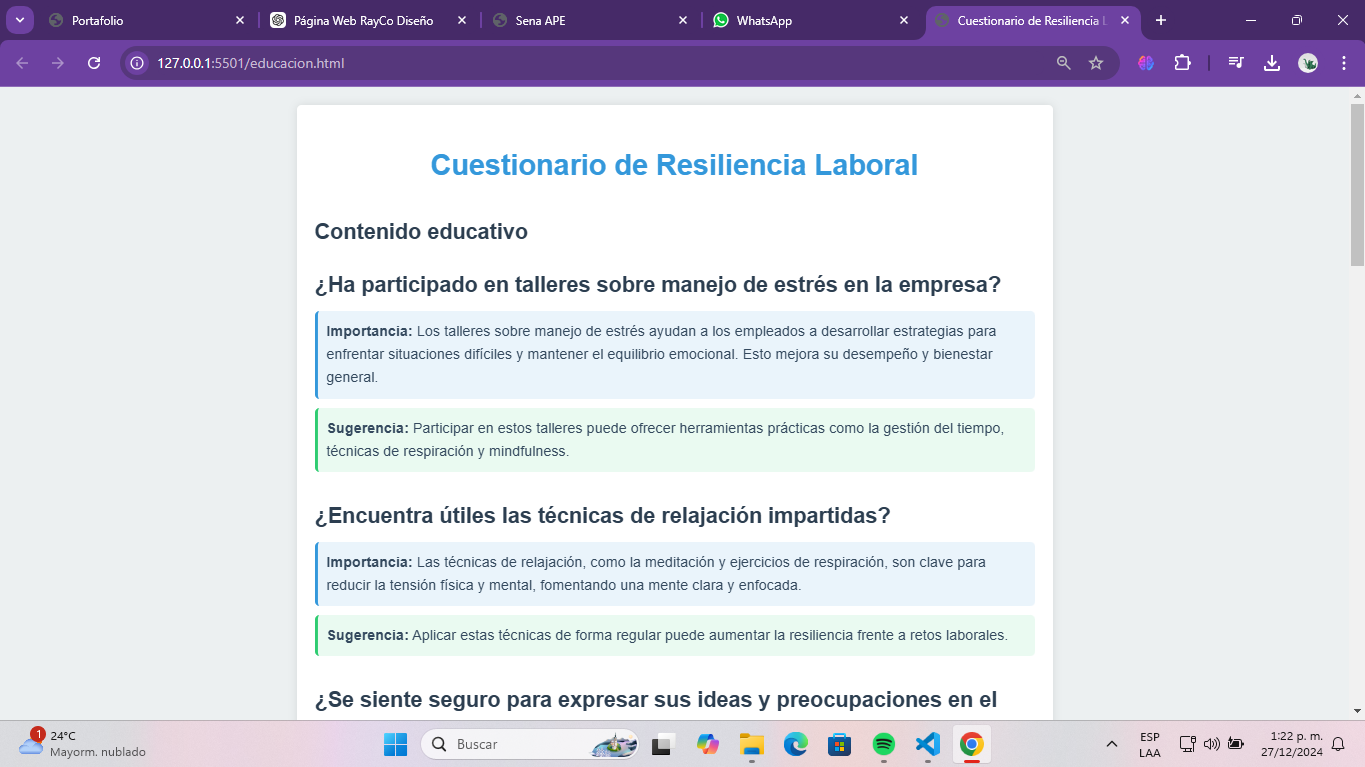 Portafolio
Página Web RayCo Diseño
Sena APE
WhatsApp
Cuestionario de Resiliencia L
127.0.0.1:5501/educacion.html
Cuestionario de Resiliencia Laboral
Contenido educativo
¿Ha participado en talleres sobre manejo de estrés en la empresa?
Importancia: Los talleres sobre manejo de estrés ayudan a los empleados a desarrollar estrategias para
enfrentar situaciones difíciles y mantener el equilibrio emocional. Esto mejora su desempeño y bienestar
general.
Sugerencia: Participar en estos talleres puede ofrecer herramientas prácticas como la gestión del tiempo,
técnicas de respiración y mindfulness.
¿Encuentra útiles las técnicas de relajación impartidas?
Importancia: Las técnicas de relajación, como la meditación y ejercicios de respiración, son clave para
reducir la tensión física y mental, fomentando una mente clara y enfocada.
Sugerencia: Aplicar estas técnicas de forma regular puede aumentar la resiliencia frente a retos laborales.
¿Se siente seguro para expresar sus ideas y preocupaciones en el
1
24°C
Mayorm. nublado
Buscar
ESP
LAA
1:22 p. m.
27/12/2024